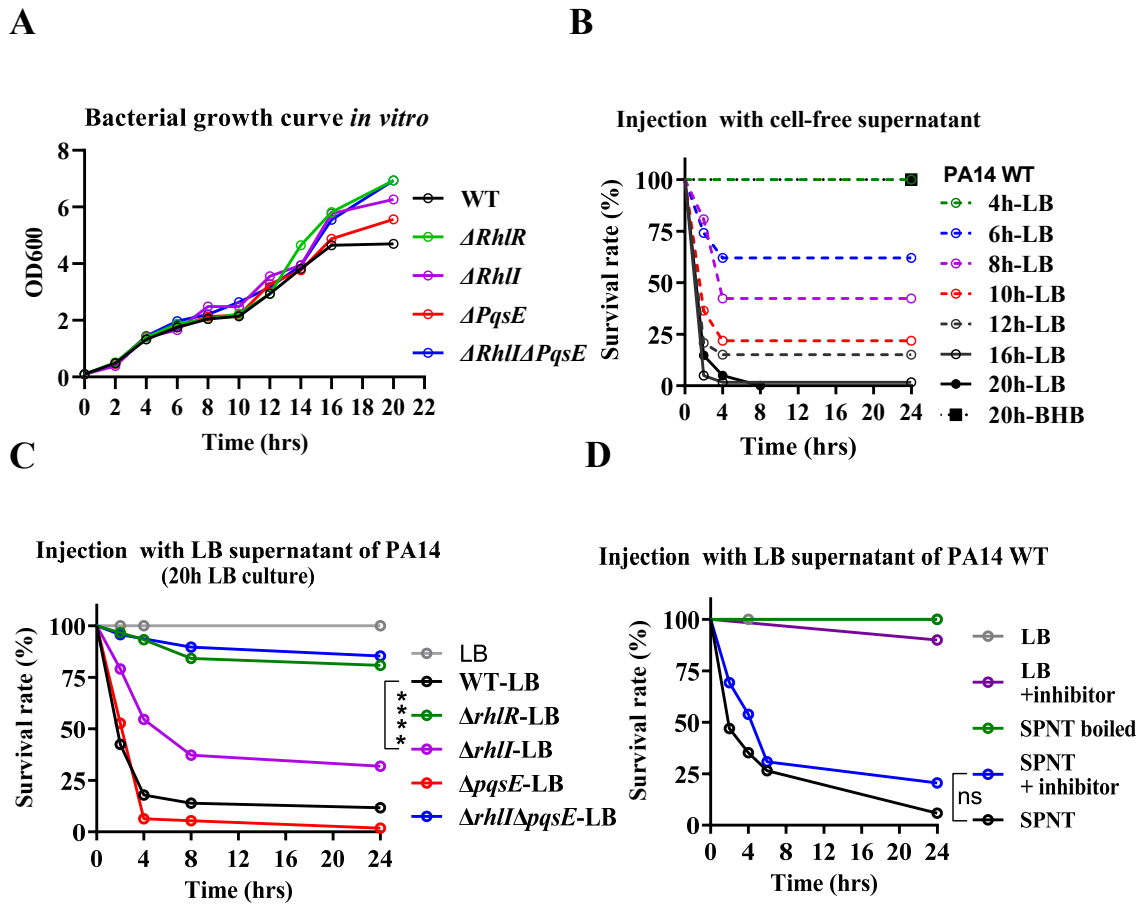 A
Bacterial growth curve in vitro
OD600
8
6
4
2
0
0 2 4 6 8 10 12 14 16 18 20 22
Time (hrs)
WT
ΔRhlR
ΔRhlI
ΔPqsE
ΔRhlIΔPqsE
B
Injection with cell-free supernatant
Survival rate (%)
100
75
50
25
0
0 4 8 12 16 20 24
Time (hrs)
PA14 WT
4h-LB
6h-LB
8h-LB
10h-LB
12h-LB
16h-LB
20h-LB
20h-BHB
C
Injection with LB supernatant of PA14
(20h LB culture)
Survival rate (%)
100
75
50
25
0
0 4 8 12 16 20 24
Time (hrs)
LB
WT-LB
ΔrhlR-LB
ΔrhlI-LB
ΔpqsE-LB
ΔrhlIΔpqsE-LB
****
D
Injection with LB supernatant of PA14 WT
Survival rate (%)
100
75
50
25
0
0 4 8 12 16 20 24
Time (hrs)
LB
LB
+inhibitor
SPNT boiled
SPNT
+ inhibitor
SPNT
ns